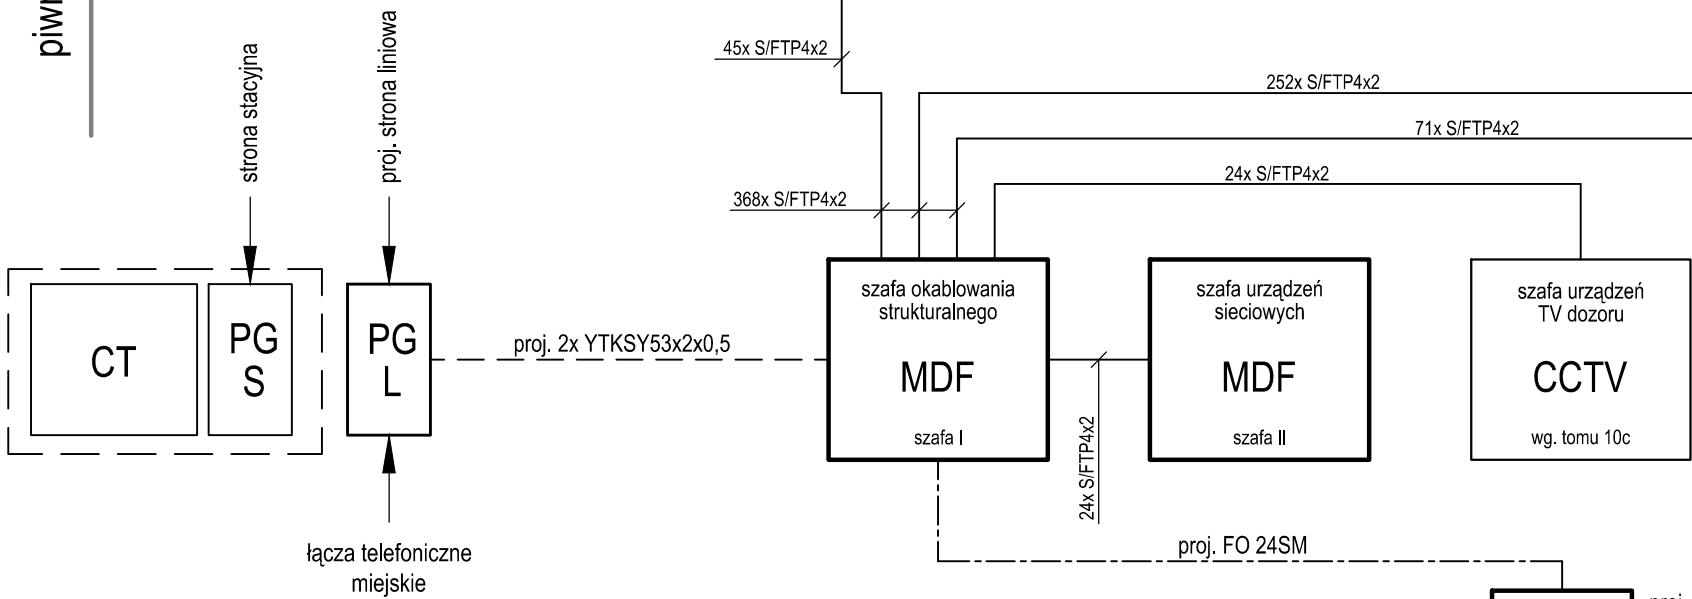 piwn
strona stacyjna
proj. strona liniowa
45x S/FTP4x2
252x S/FTP4x2
71x S/FTP4x2
24x S/FTP4x2
368x S/FTP4x2
CT
PG
S
PG
L
proj. 2x YTKSY53x2x0,5
szafa okablowania
strukturalnego
MDF
szafa I
szafa urządzeń
sieciowych
MDF
szafa II
szafa urządzeń
TV dozoru
CCTV
wg. tomu 10c
24x S/FTP4x2
łącza telefoniczne
miejskie
proj. FO 24SM